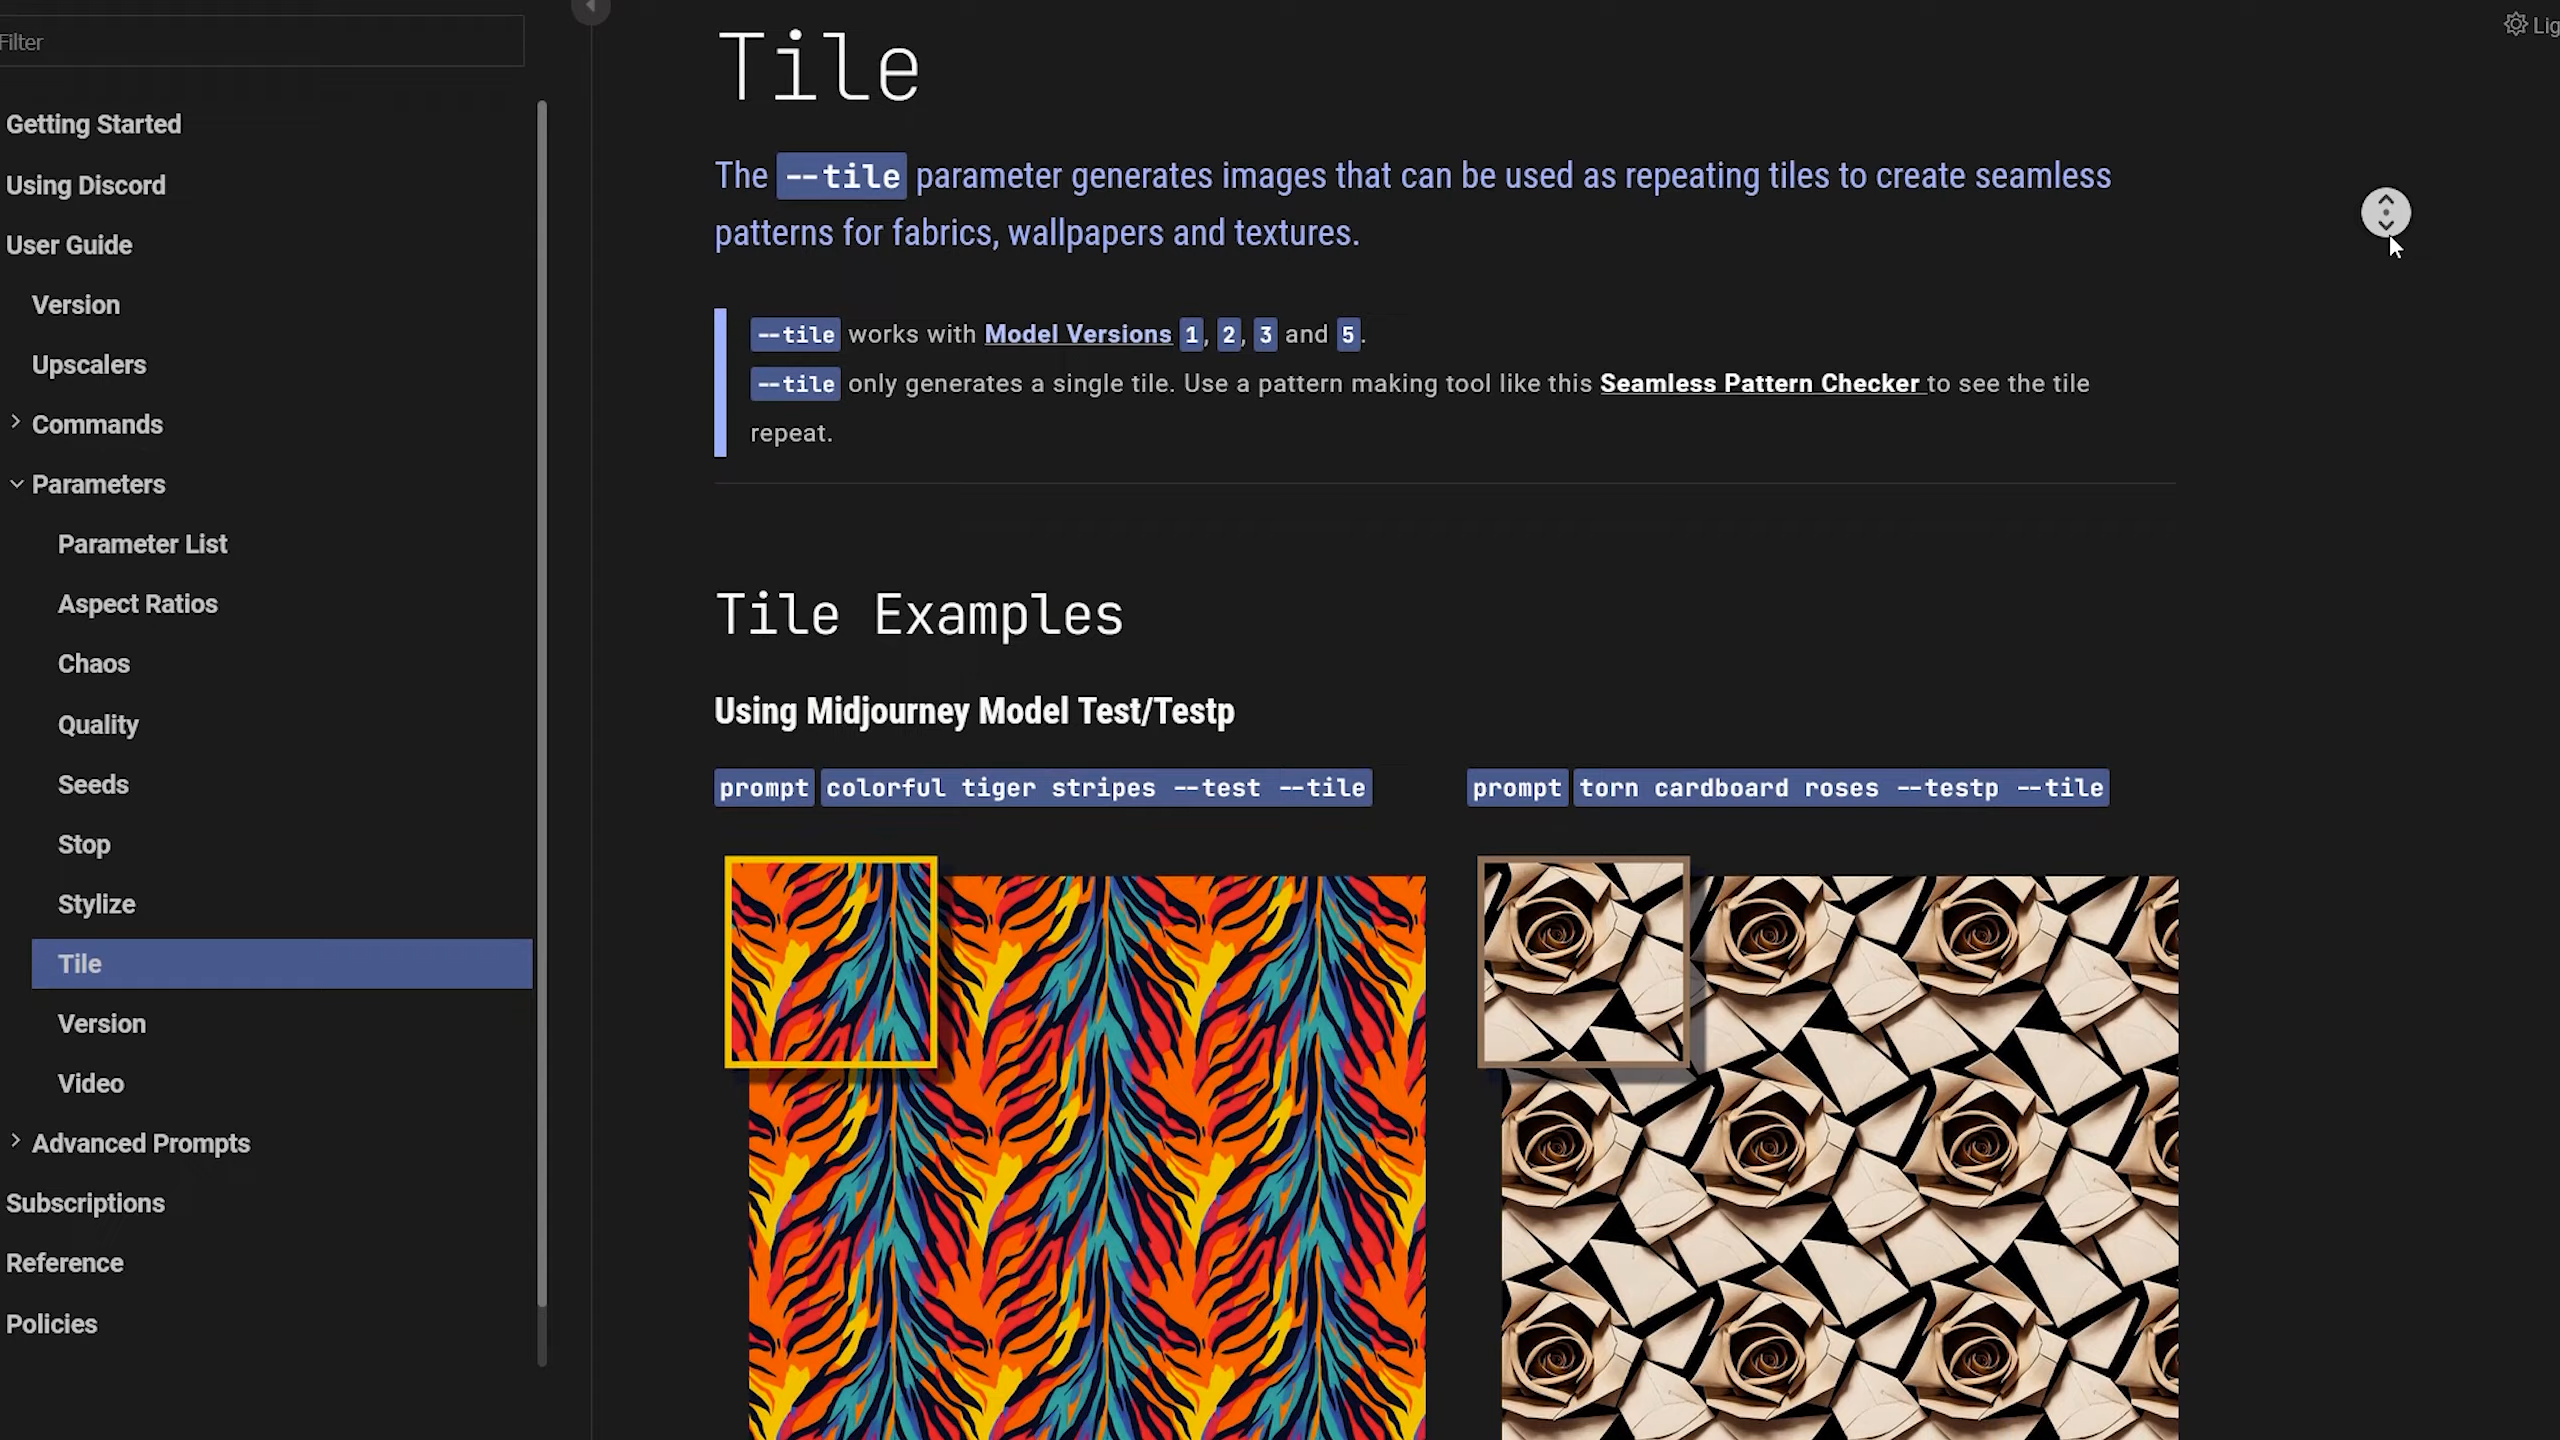 Filter
Getting Started
Using Discord
User Guide
Version
Upscalers
Commands
Parameters
Parameter List
Aspect Ratios
Chaos
Quality
Seeds
Stop
Stylize
Tile
Version
Video
Advanced Prompts
Subscriptions
Reference
Policies
Tile
The --tile parameter generates images that can be used as repeating tiles to create seamless
patterns for fabrics, wallpapers and textures.
--tile works with Model Versions 1, 2, 3 and 5.
--tile only generates a single tile. Use a pattern making tool like this Seamless Pattern Checker to see the tile
repeat.
Tile Examples
Using Midjourney Model Test/Testp
prompt colorful tiger stripes --test --tile
prompt torn cardboard roses --testp --tile